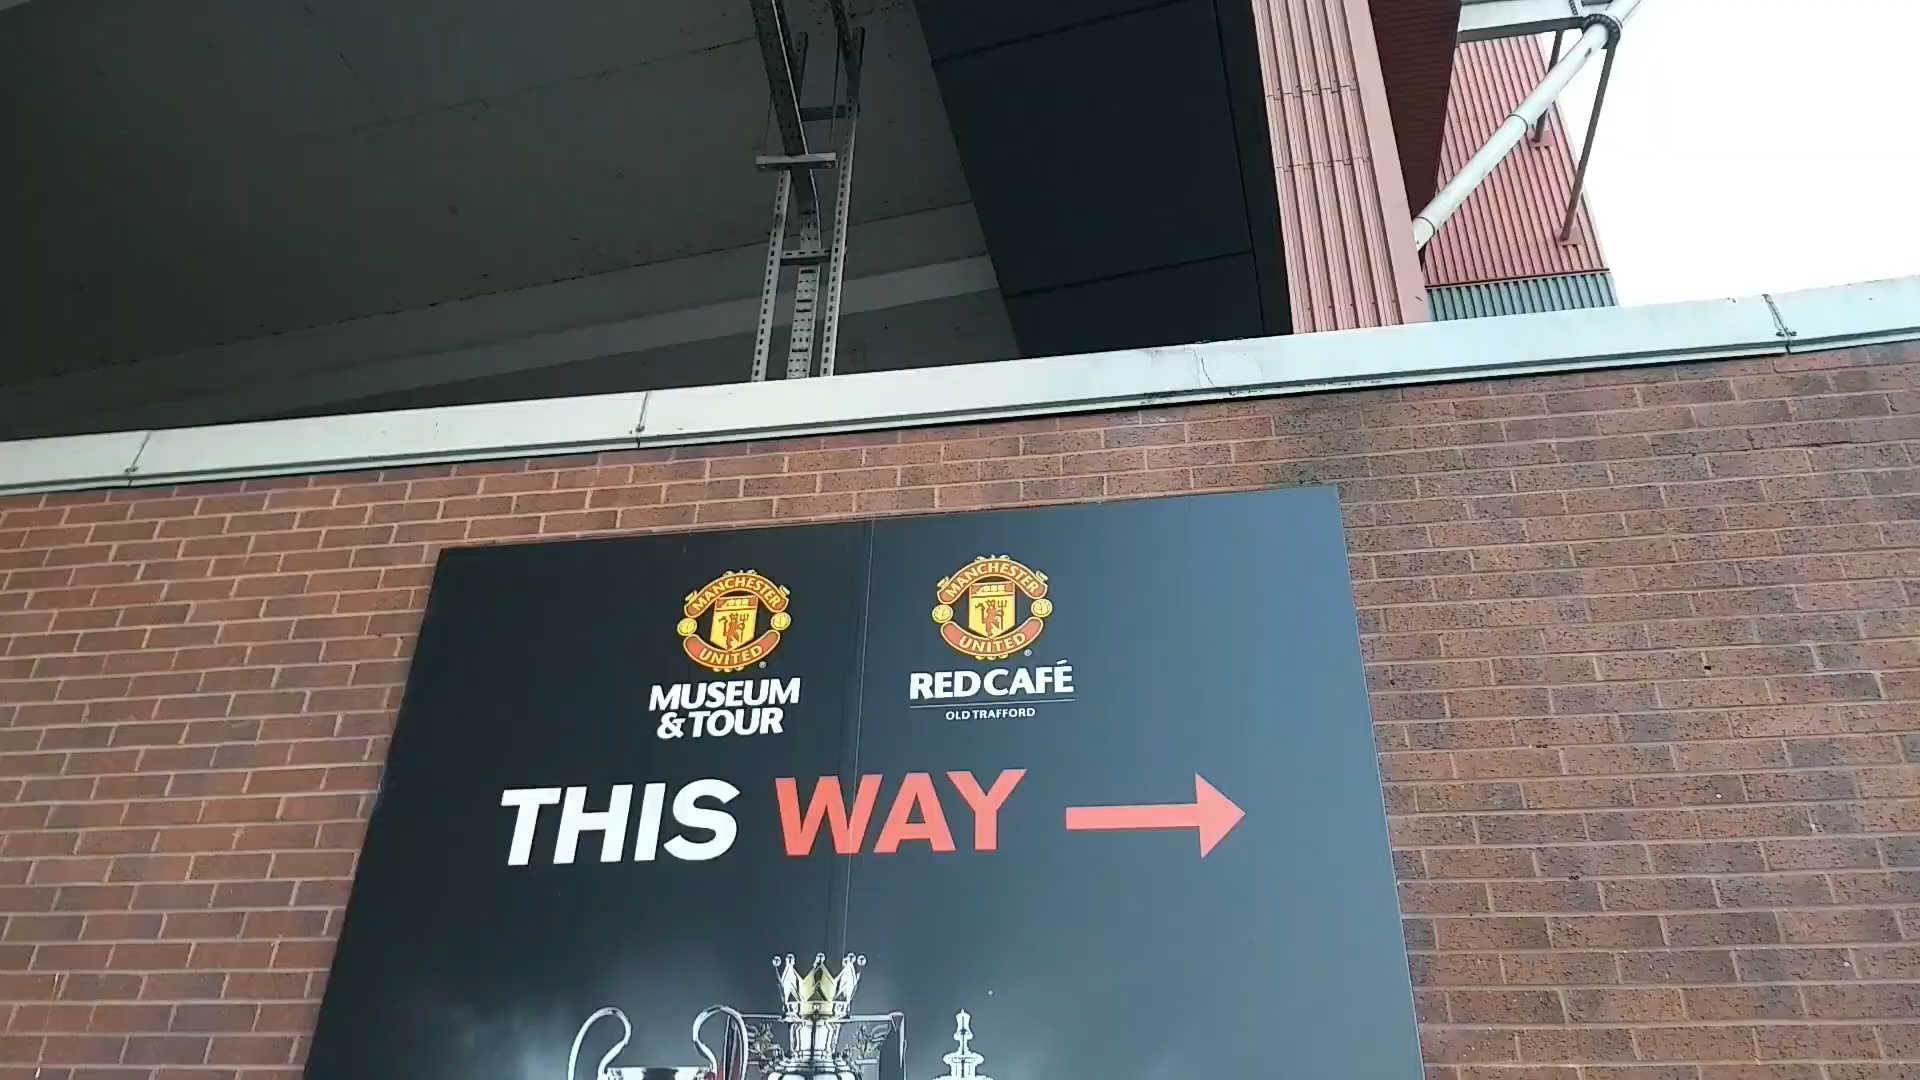 MANCHESTER
UNITED
MUSEUM
& TOUR
MANCHESTER
UNITED
RED CAFÉ
OLD TRAFFORD
THIS WAY